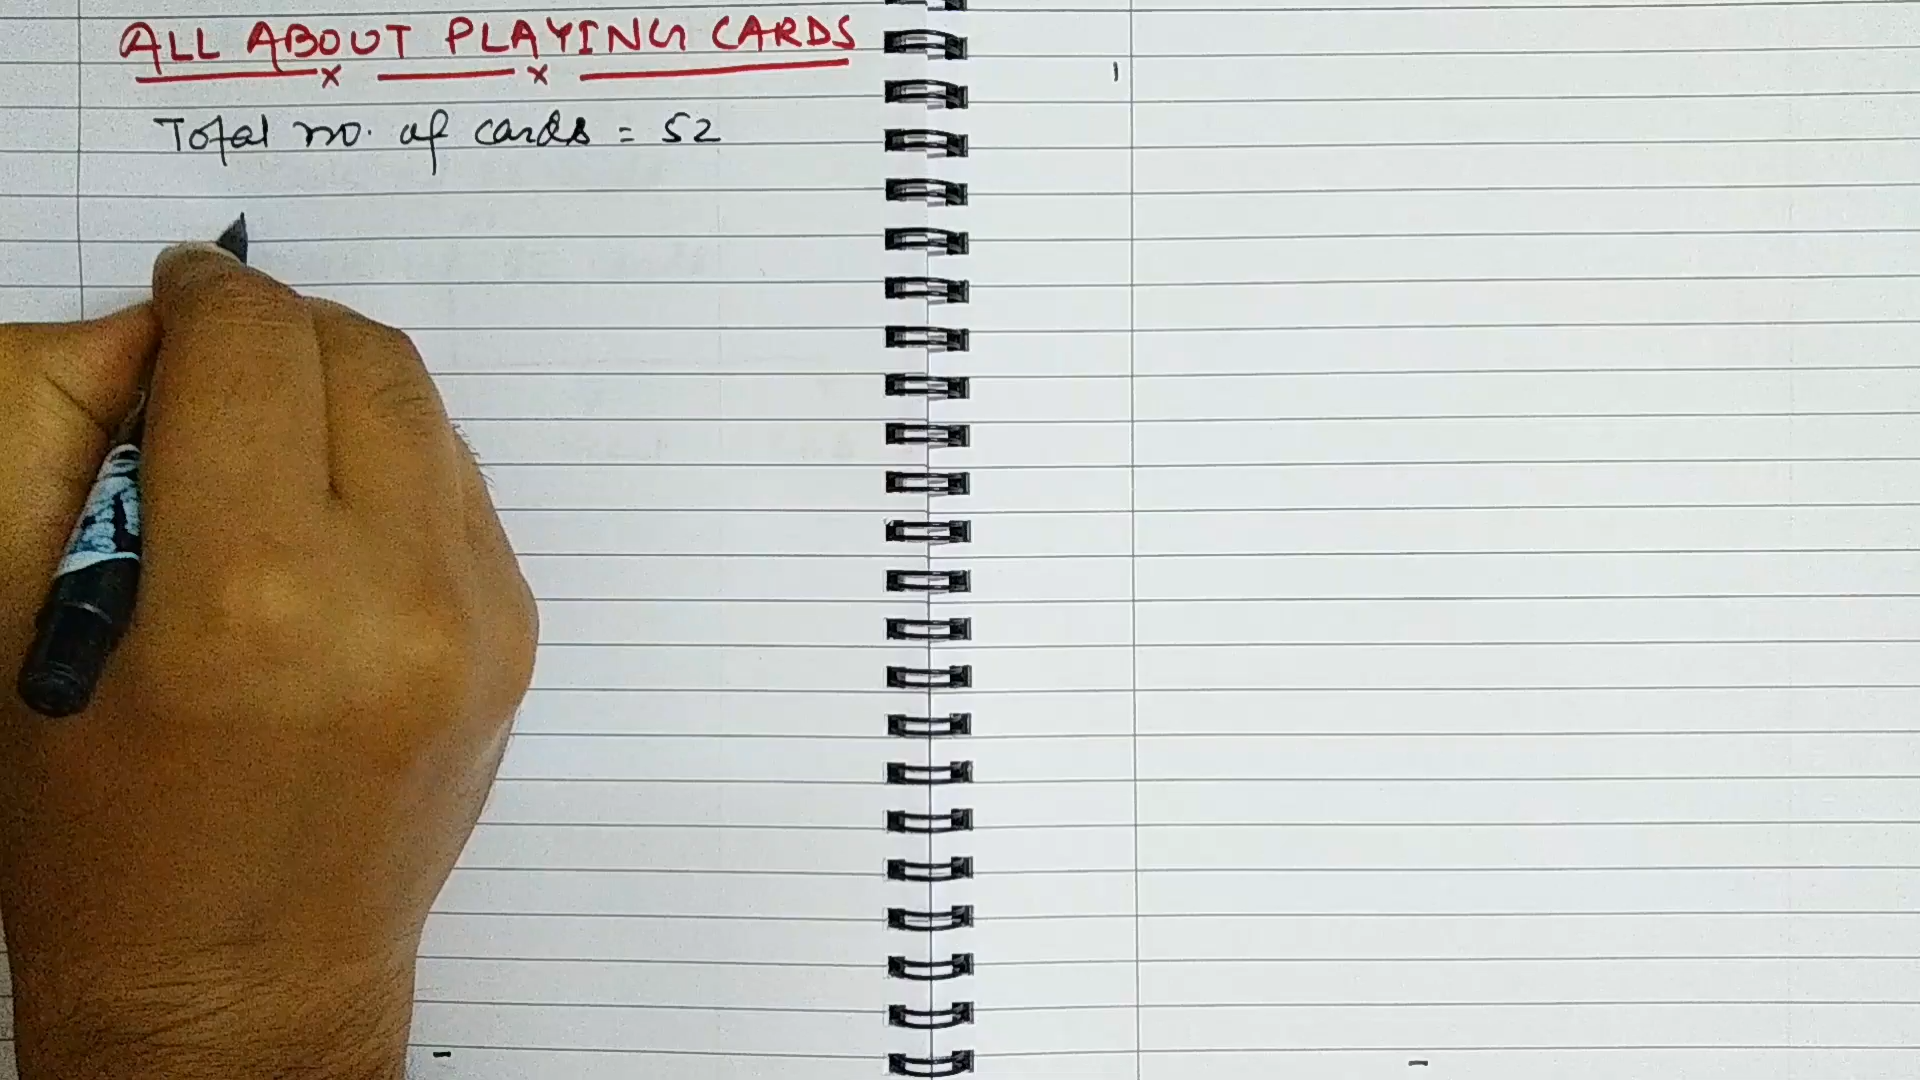 ALL ABOUT PLAYING CARDS
Total no. of cards = 52